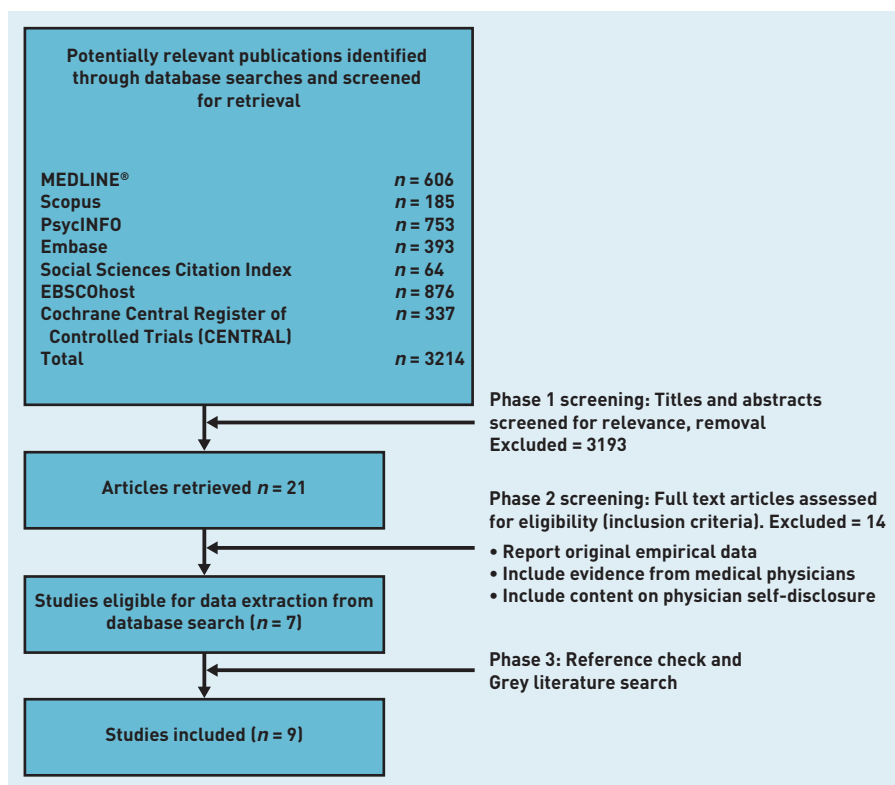 Potentially relevant publications identified
through database searches and screened
for retrieval
MEDLINE® n = 606
Scopus n = 185
PsycINFO n = 753
Embase n = 393
Social Sciences Citation Index n = 64
EBSCOhost n = 876
Cochrane Central Register of n = 337
Controlled Trials (CENTRAL)
Total n = 3214
Phase 1 screening: Titles and abstracts
screened for relevance, removal
Excluded = 3193
Articles retrieved n = 21
Phase 2 screening: Full text articles assessed
for eligibility (inclusion criteria). Excluded = 14
• Report original empirical data
• Include evidence from medical physicians
• Include content on physician self-disclosure
Studies eligible for data extraction from
database search (n = 7)
Phase 3: Reference check and
Grey literature search
Studies included (n = 9)